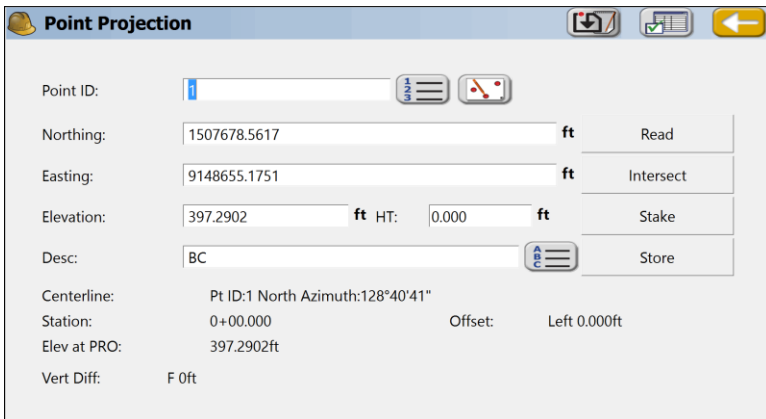 Point Projection
Point ID: 1
Northing: 1507678.5617 ft Read
Easting: 9148655.1751 ft Intersect
Elevation: 397.2902 ft HT: 0.000 ft Stake
Desc: BC Store
Centerline: Pt ID:1 North Azimuth:128°40'41"
Station: 0+00.000 Offset: Left 0.000ft
Elev at PRO: 397.2902ft
Vert Diff: F 0ft